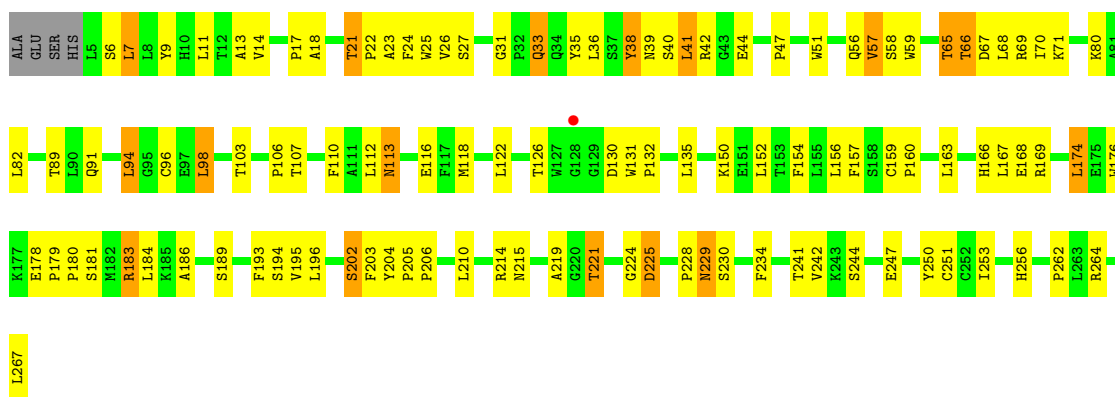 ALA GLU SER HIS L5 S6 L7 L8 Y9 H10 L11 T12 A13 V14 P17 A18 T21 P22 A23 F24 W25 V26 S27 G31 P32 Q33 Q34 Y35 L36 S37 Y38 N39 S40 L41 R42 G43 E44 P47 W51 Q56 V57 S58 W59 T65 T66 D67 L68 R69 I70 K71 K80 A81
L82 T89 L90 Q91 L94 G95 C96 E97 L98 T103 P106 T107 F110 A111 L112 N113 E116 F117 M118 L122 T126 W127 G128 G129 D130 W131 P132 L135 K150 E151 L152 T153 F154 L155 L156 F157 S158 C159 P160 L163 H166 L167 E168 R169 L174 E175 W176
K177 E178 P179 P180 S181 M182 R183 L184 K185 A186 S189 F193 S194 V195 L196 S202 F203 Y204 P205 P206 L210 R214 N215 A219 G220 T221 G224 D225 P228 N229 S230 F234 T241 V242 K243 S244 E247 Y250 C251 C252 I253 H256 P262 L263 R264
L267